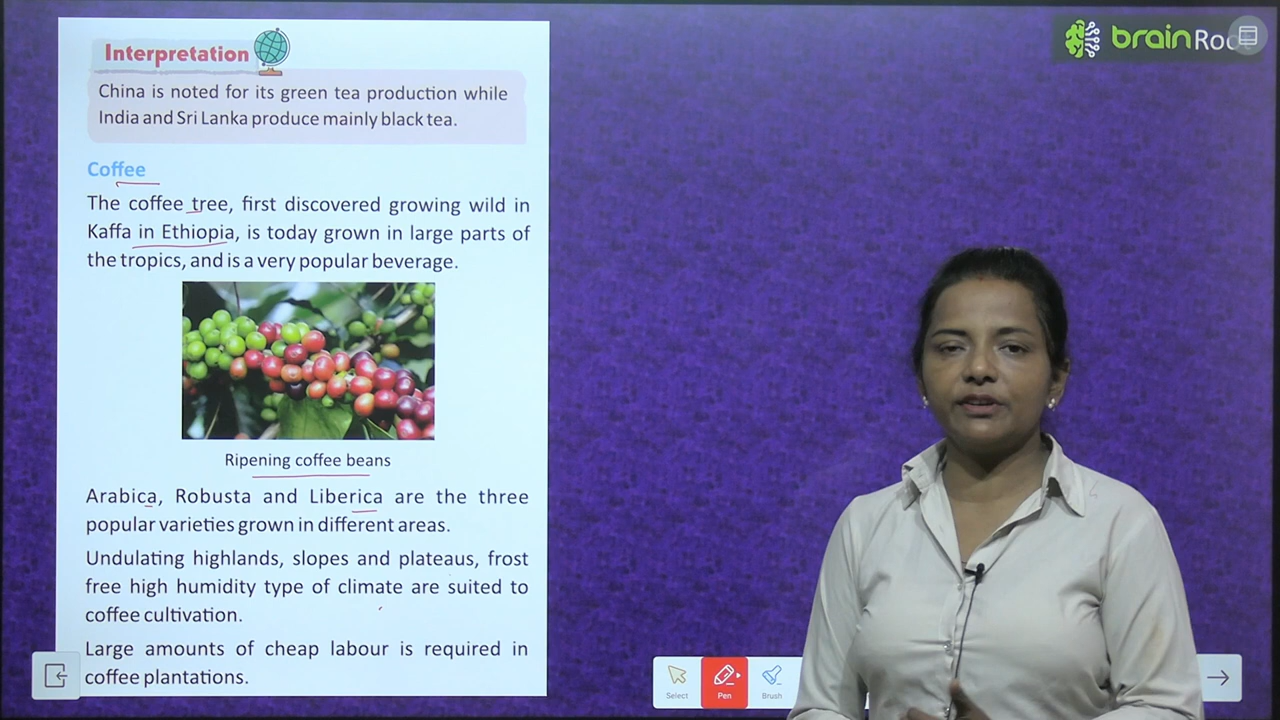 Interpretation
China is noted for its green tea production while
India and Sri Lanka produce mainly black tea.
Coffee
The coffee tree, first discovered growing wild in
Kaffa in Ethiopia, is today grown in large parts of
the tropics, and is a very popular beverage.
Ripening coffee beans
Arabica, Robusta and Liberica are the three
popular varieties grown in different areas.
Undulating highlands, slopes and plateaus, frost
free high humidity type of climate are suited to
coffee cultivation.
Large amounts of cheap labour is required in
coffee plantations.
brain
Select
Pen
Brush